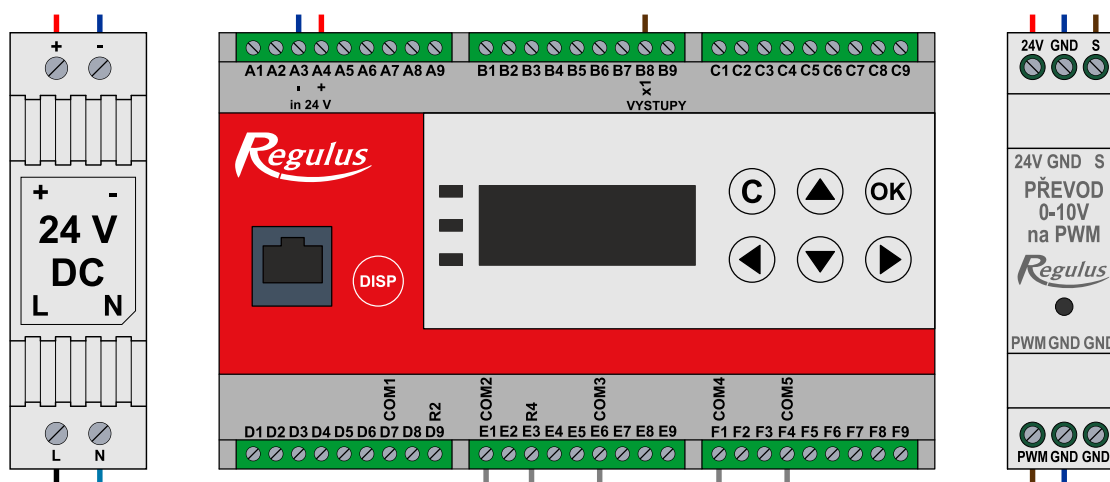 + -
+ -
24 V
DC
L N
L N
A1 A2 A3 A4 A5 A6 A7 A8 A9
- +
in 24 V
B1 B2 B3 B4 B5 B6 B7 B8 B9
x1
VYSTUPY
C1 C2 C3 C4 C5 C6 C7 C8 C9
Regulus
C
OK
DISP
COM1
R2
D1 D2 D3 D4 D5 D6 D7 D8 D9
COM2
R4
COM3
E1 E2 E3 E4 E5 E6 E7 E8 E9
COM4
COM5
F1 F2 F3 F4 F5 F6 F7 F8 F9
24V GND S
24V GND S
PŘEVOD
0-10V
na PWM
Regulus
PWM GND GND
PWM GND GND